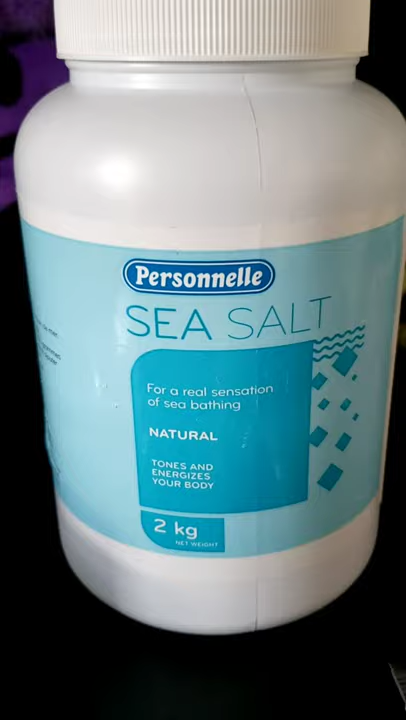 Personnelle
SEA SALT
For a real sensation
of sea bathing
NATURAL
TONES AND
ENERGIZES
YOUR BODY
2 kg
NET WEIGHT